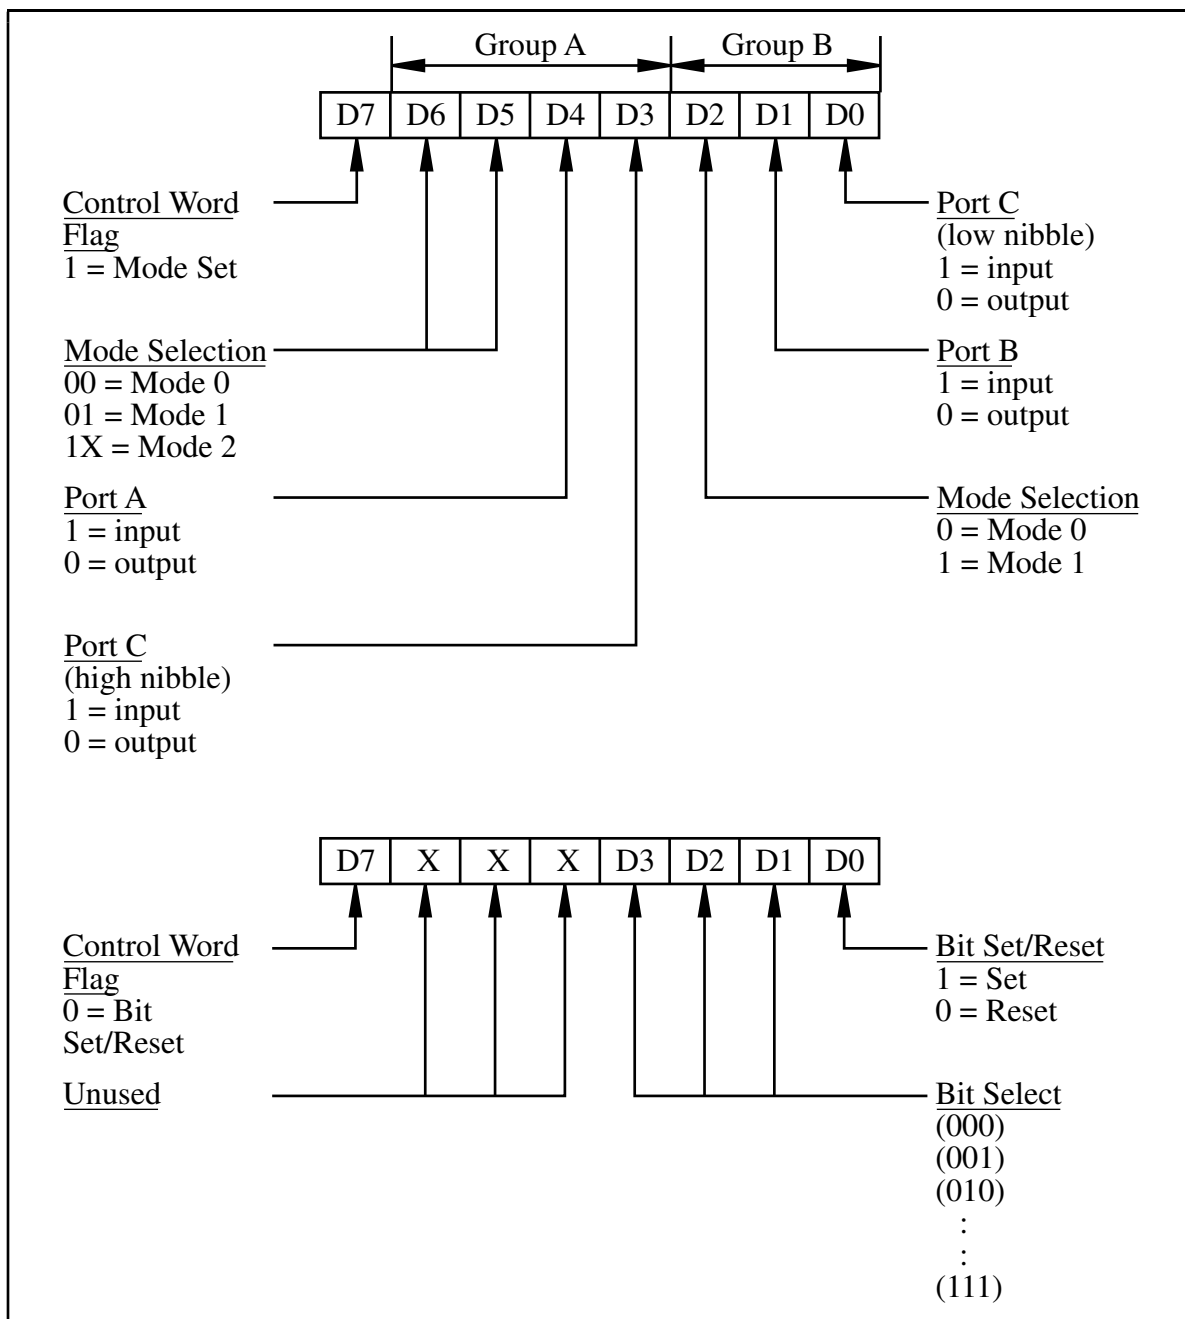 Group A Group B
D7 D6 D5 D4 D3 D2 D1 D0
Control Word
Flag
1 = Mode Set
Port C
(low nibble)
1 = input
0 = output
Mode Selection
00 = Mode 0
01 = Mode 1
1X = Mode 2
Port B
1 = input
0 = output
Port A
1 = input
0 = output
Mode Selection
0 = Mode 0
1 = Mode 1
Port C
(high nibble)
1 = input
0 = output
D7 X X X D3 D2 D1 D0
Control Word
Flag
0 = Bit
Set/Reset
Bit Set/Reset
1 = Set
0 = Reset
Unused
Bit Select
(000)
(001)
(010)
:
:
(111)